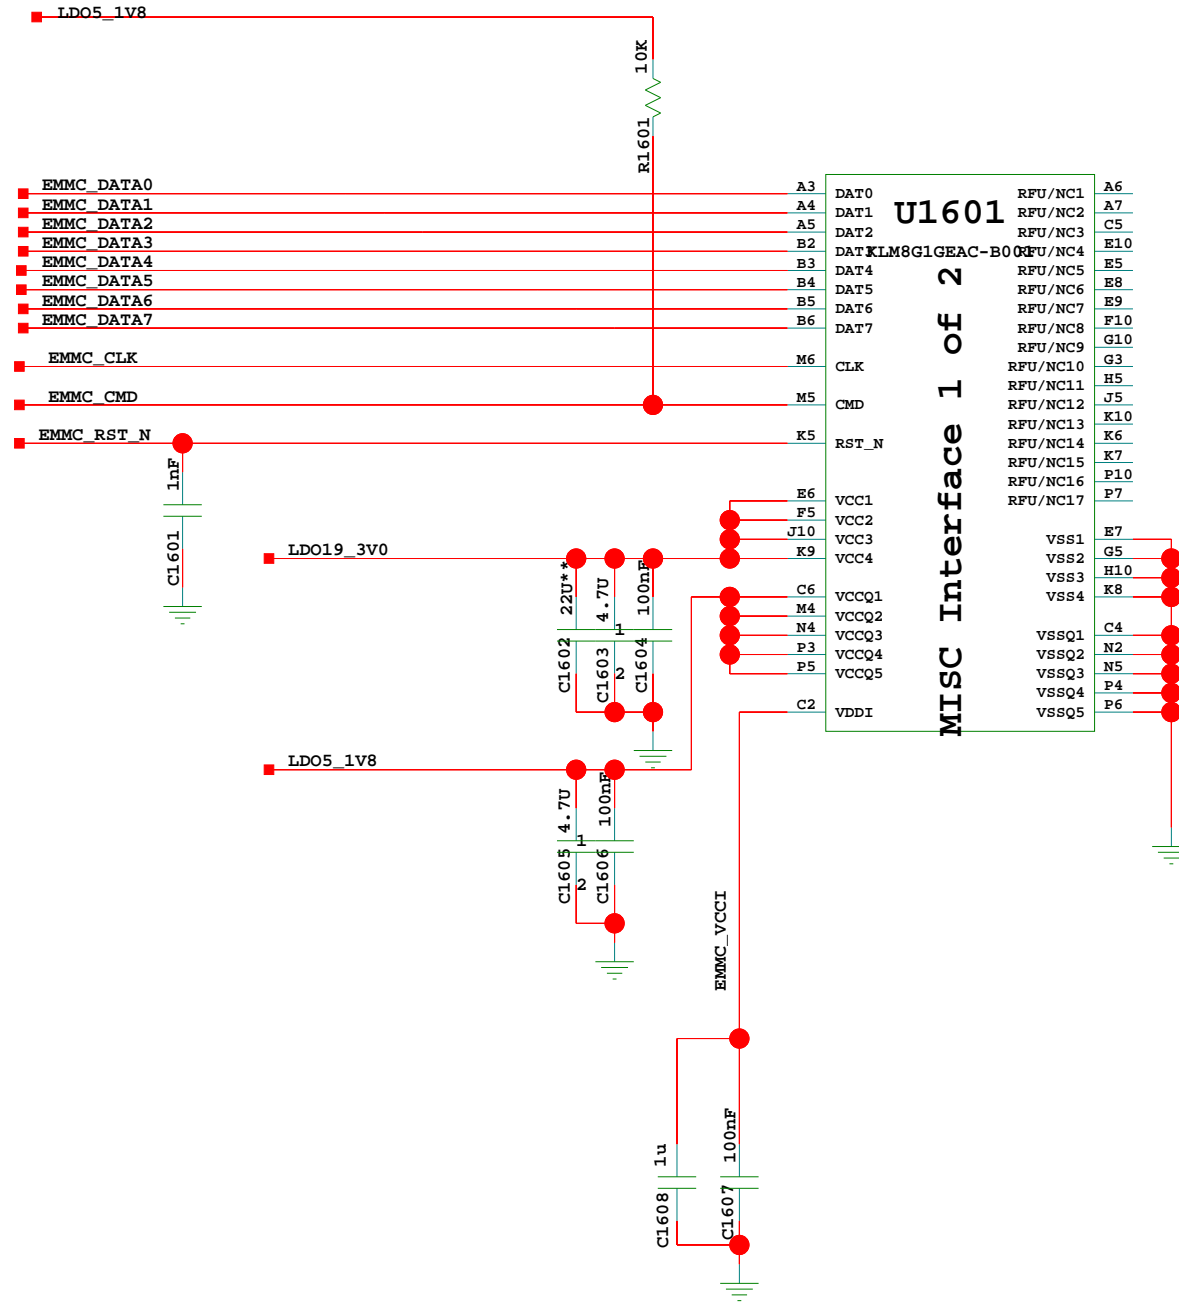 LDO5_1V8
10K
R1601
EMMC_DATA0
EMMC_DATA1
EMMC_DATA2
EMMC_DATA3
EMMC_DATA4
EMMC_DATA5
EMMC_DATA6
EMMC_DATA7
EMMC_CLK
EMMC_CMD
EMMC_RST_N
1nF
C1601
LDO19_3V0
22U**
C1602
4.7U
C1603
1
2
100nF
C1604
LDO5_1V8
4.7U
C1605
1
2
100nF
C1606
EMMC_VCCI
1u
C1608
100nF
C1607
U1601
KLM8G1GEAC-B001
MISC Interface 1 of 2
A3 DAT0
A4 DAT1
A5 DAT2
B2 DAT3
B3 DAT4
B4 DAT5
B5 DAT6
B6 DAT7
M6 CLK
M5 CMD
K5 RST_N
E6 VCC1
F5 VCC2
J10 VCC3
K9 VCC4
C6 VCCQ1
M4 VCCQ2
N4 VCCQ3
P3 VCCQ4
P5 VCCQ5
C2 VDDI
RFU/NC1 A6
RFU/NC2 A7
RFU/NC3 C5
RFU/NC4 E10
RFU/NC5 E5
RFU/NC6 E8
RFU/NC7 E9
RFU/NC8 F10
RFU/NC9 G10
RFU/NC10 G3
RFU/NC11 H5
RFU/NC12 J5
RFU/NC13 K10
RFU/NC14 K6
RFU/NC15 K7
RFU/NC16 P10
RFU/NC17 P7
VSS1 E7
VSS2 G5
VSS3 H10
VSS4 K8
VSSQ1 C4
VSSQ2 N2
VSSQ3 N5
VSSQ4 P4
VSSQ5 P6